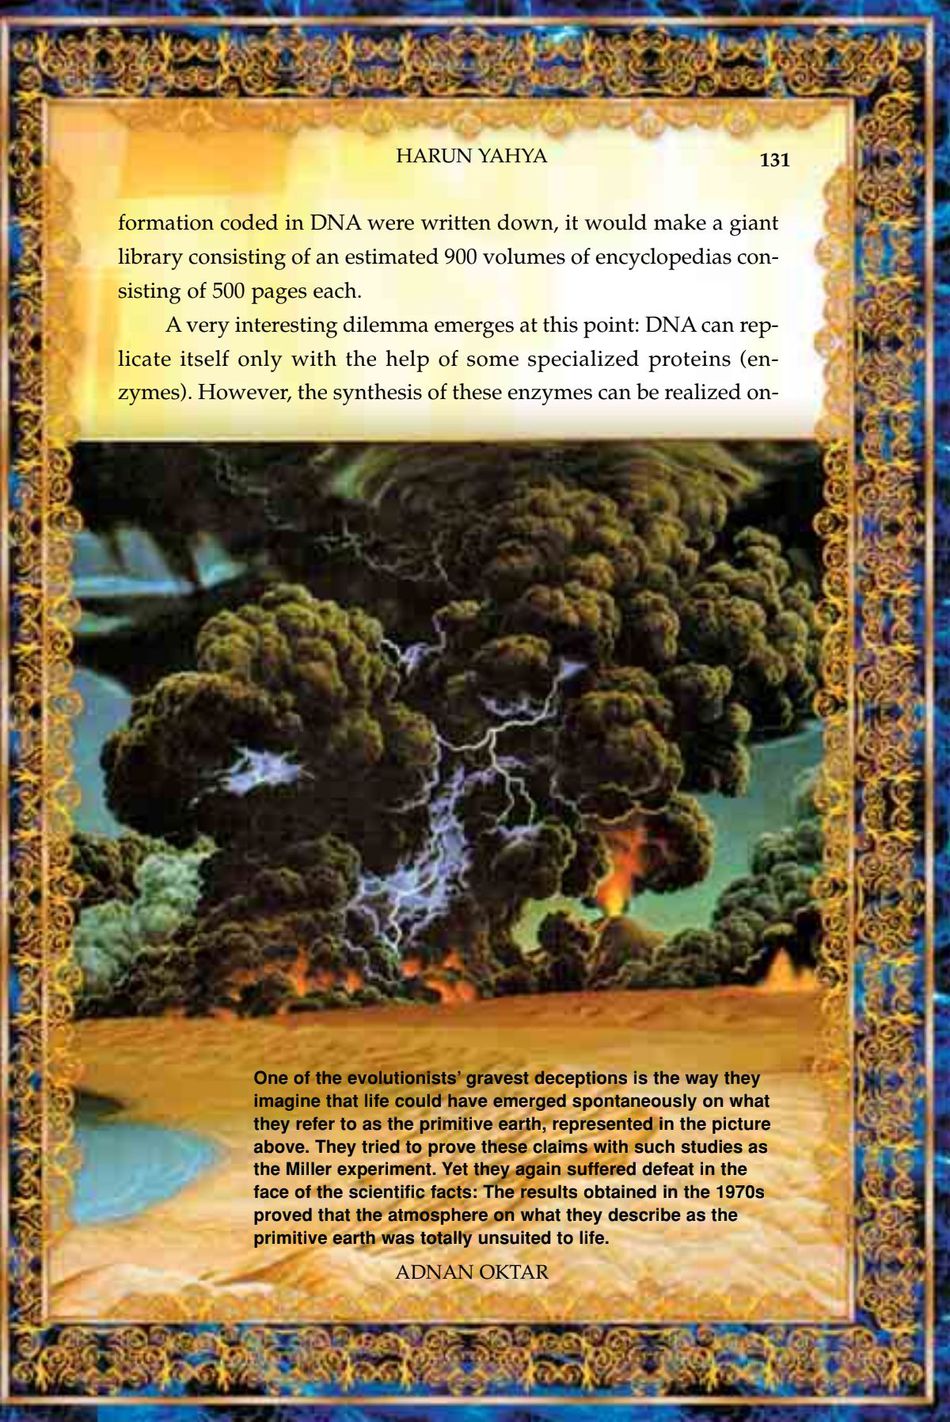 HARUN YAHYA
131
formation coded in DNA were written down, it would make a giant
library consisting of an estimated 900 volumes of encyclopedias con-
sisting of 500 pages each.
A very interesting dilemma emerges at this point: DNA can rep-
licate itself only with the help of some specialized proteins (en-
zymes). However, the synthesis of these enzymes can be realized on-
One of the evolutionists' gravest deceptions is the way they
imagine that life could have emerged spontaneously on what
they refer to as the primitive earth, represented in the picture
above. They tried to prove these claims with such studies as
the Miller experiment. Yet they again suffered defeat in the
face of the scientific facts: The results obtained in the 1970s
proved that the atmosphere on what they describe as the
primitive earth was totally unsuited to life.
ADNAN OKTAR